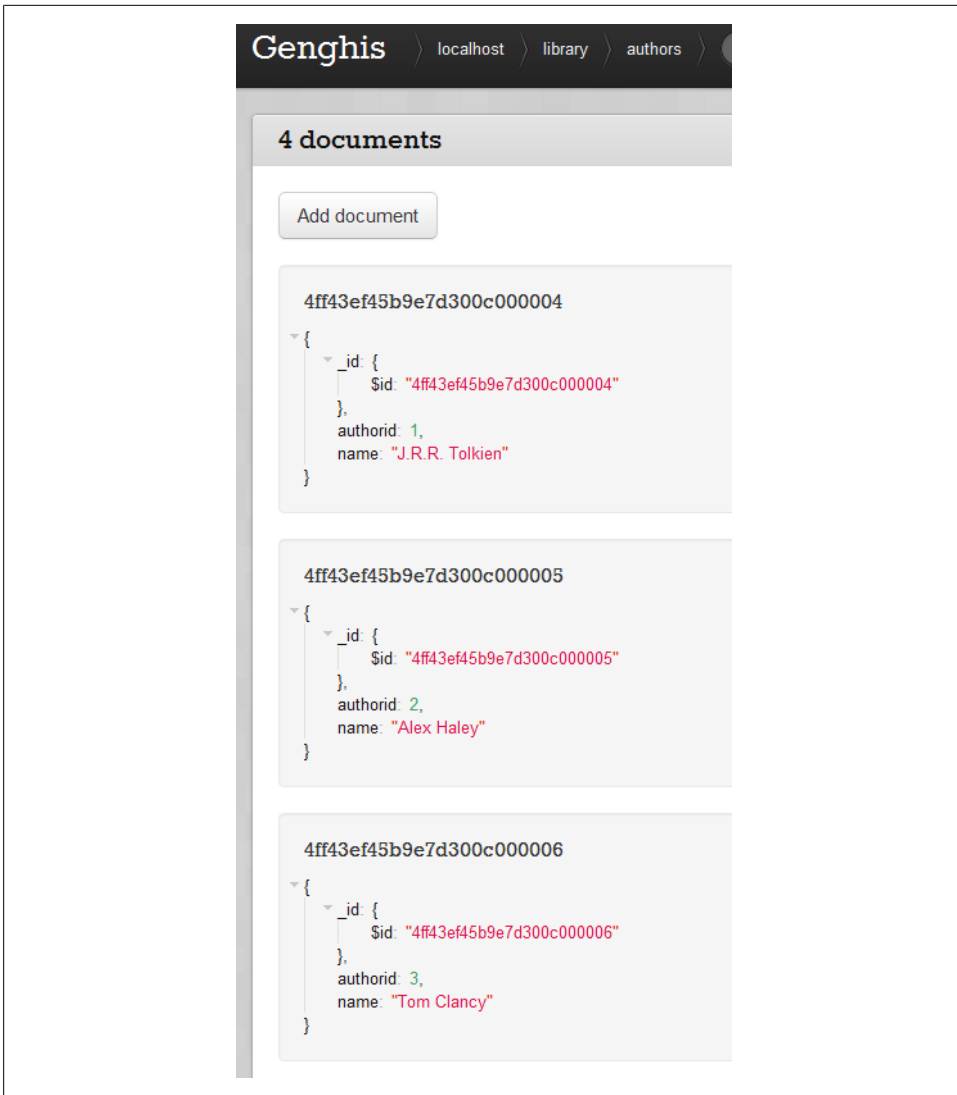 Genghis localhost library authors
4 documents
Add document
4ff43ef45b9e7d300c000004
{
_id: {
$id: "4ff43ef45b9e7d300c000004"
},
authorid: 1,
name: "J.R.R. Tolkien"
}
4ff43ef45b9e7d300c000005
{
_id: {
$id: "4ff43ef45b9e7d300c000005"
},
authorid: 2,
name: "Alex Haley"
}
4ff43ef45b9e7d300c000006
{
_id: {
$id: "4ff43ef45b9e7d300c000006"
},
authorid: 3,
name: "Tom Clancy"
}